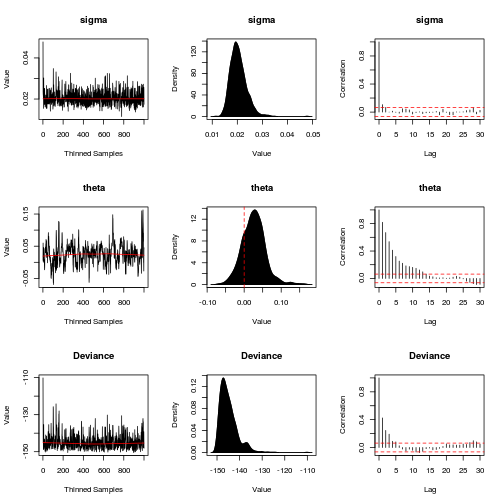 sigma sigma sigma
Value
0.02 0.04
0 200 400 600 800
Thinned Samples
Density
0 20 60 100 140
0.01 0.02 0.03 0.04 0.05
Value
Correlation
0.0 0.4 0.8
0 5 10 15 20 25 30
Lag
theta theta theta
Value
-0.05 0.05 0.15
0 200 400 600 800
Thinned Samples
Density
0 4 8 12
-0.10 0.00 0.10
Value
Correlation
0.0 0.4 0.8
0 5 10 15 20 25 30
Lag
Deviance Deviance Deviance
Value
-150 -130 -110
0 200 400 600 800
Thinned Samples
Density
0.00 0.04 0.08 0.12
-150 -140 -130 -120 -110
Value
Correlation
0.0 0.4 0.8
0 5 10 15 20 25 30
Lag